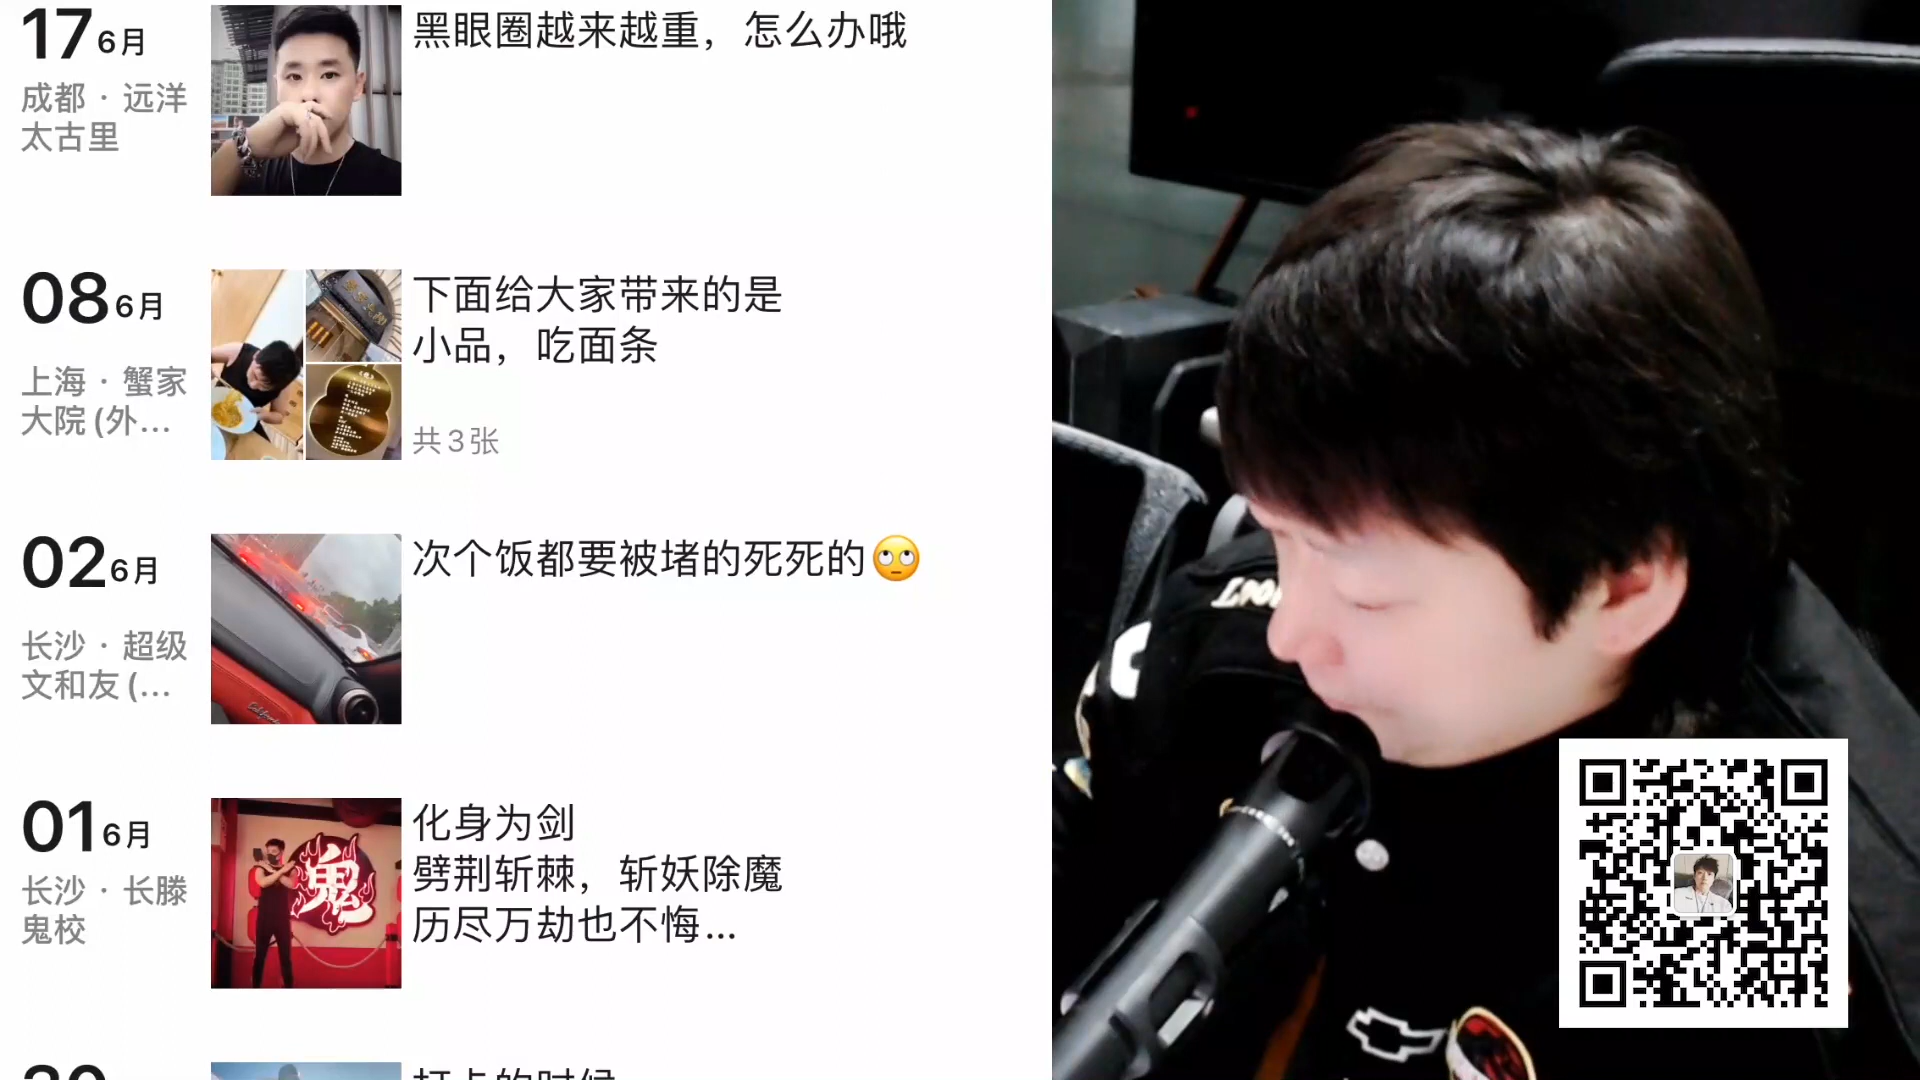 17 6月
成都·远洋
太古里
黑眼圈越来越重，怎么办哦
08 6月
上海·蟹家
大院(外...
下面给大家带来的是
小品，吃面条
共3张
02 6月
长沙·超级
文和友(...
次个饭都要被堵的死死的🙄
01 6月
长沙·长滕
鬼校
鬼
化身为剑
劈荆斩棘，斩妖除魔
历尽万劫也不悔...